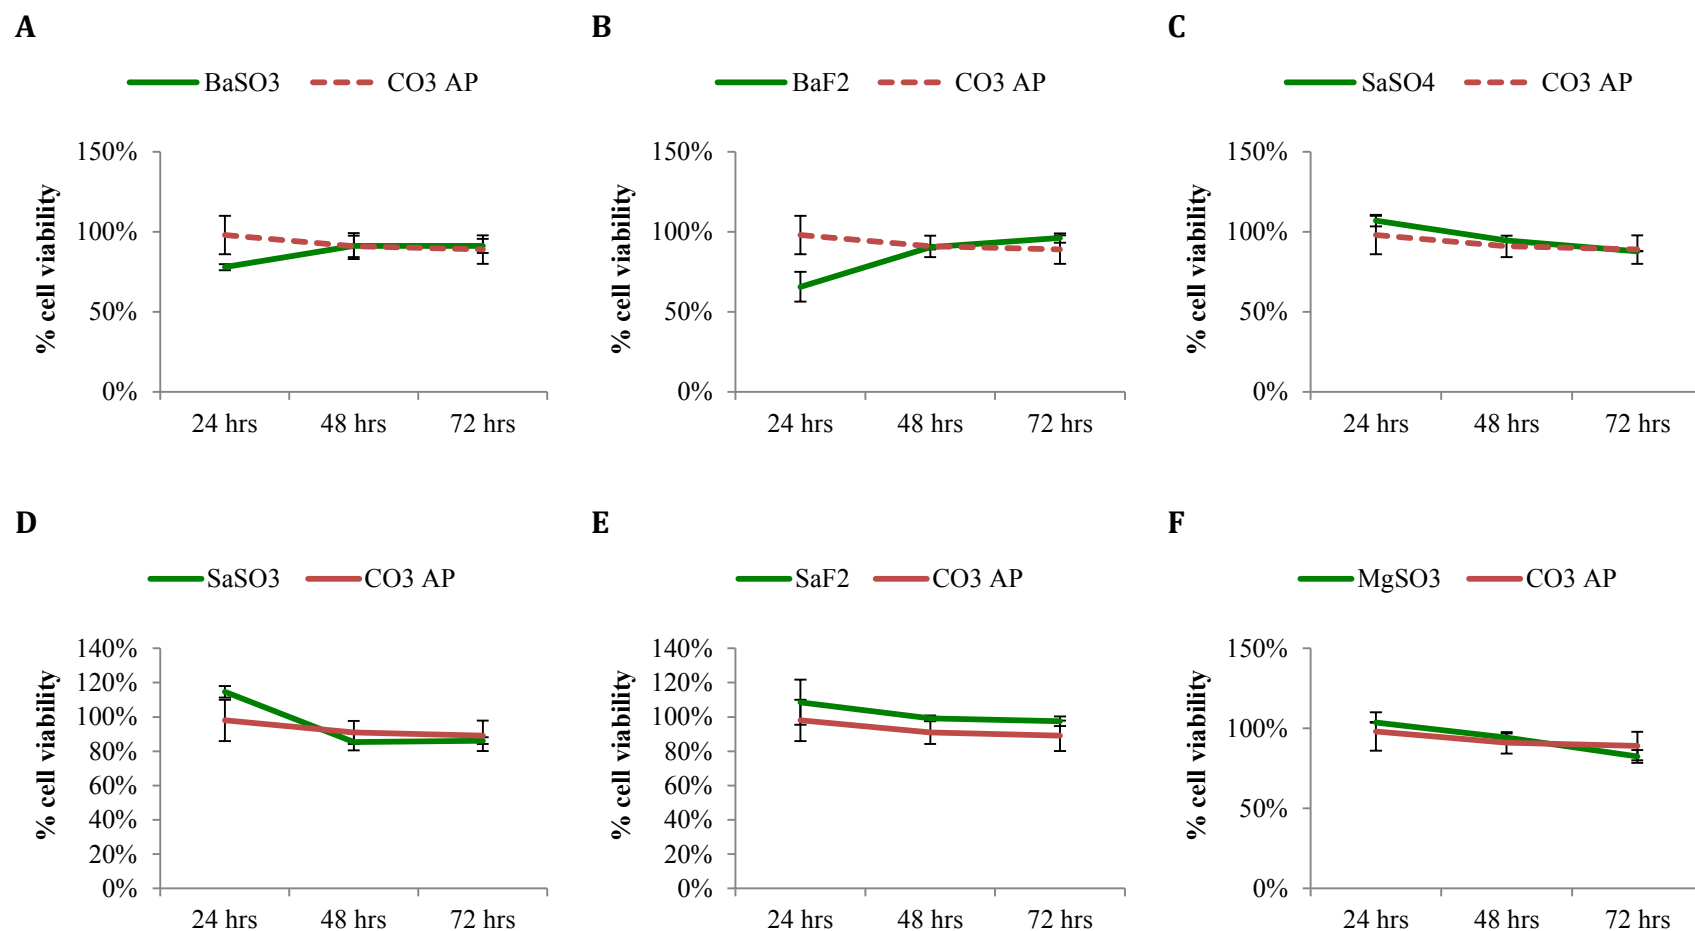 A
BaSO3 CO3 AP
% cell viability
150%
100%
50%
0%
24 hrs 48 hrs 72 hrs
B
BaF2 CO3 AP
% cell viability
150%
100%
50%
0%
24 hrs 48 hrs 72 hrs
C
SaSO4 CO3 AP
% cell viability
150%
100%
50%
0%
24 hrs 48 hrs 72 hrs
D
SaSO3 CO3 AP
% cell viability
140%
120%
100%
80%
60%
40%
20%
0%
24 hrs 48 hrs 72 hrs
E
SaF2 CO3 AP
% cell viability
140%
120%
100%
80%
60%
40%
20%
0%
24 hrs 48 hrs 72 hrs
F
MgSO3 CO3 AP
% cell viability
150%
100%
50%
0%
24 hrs 48 hrs 72 hrs